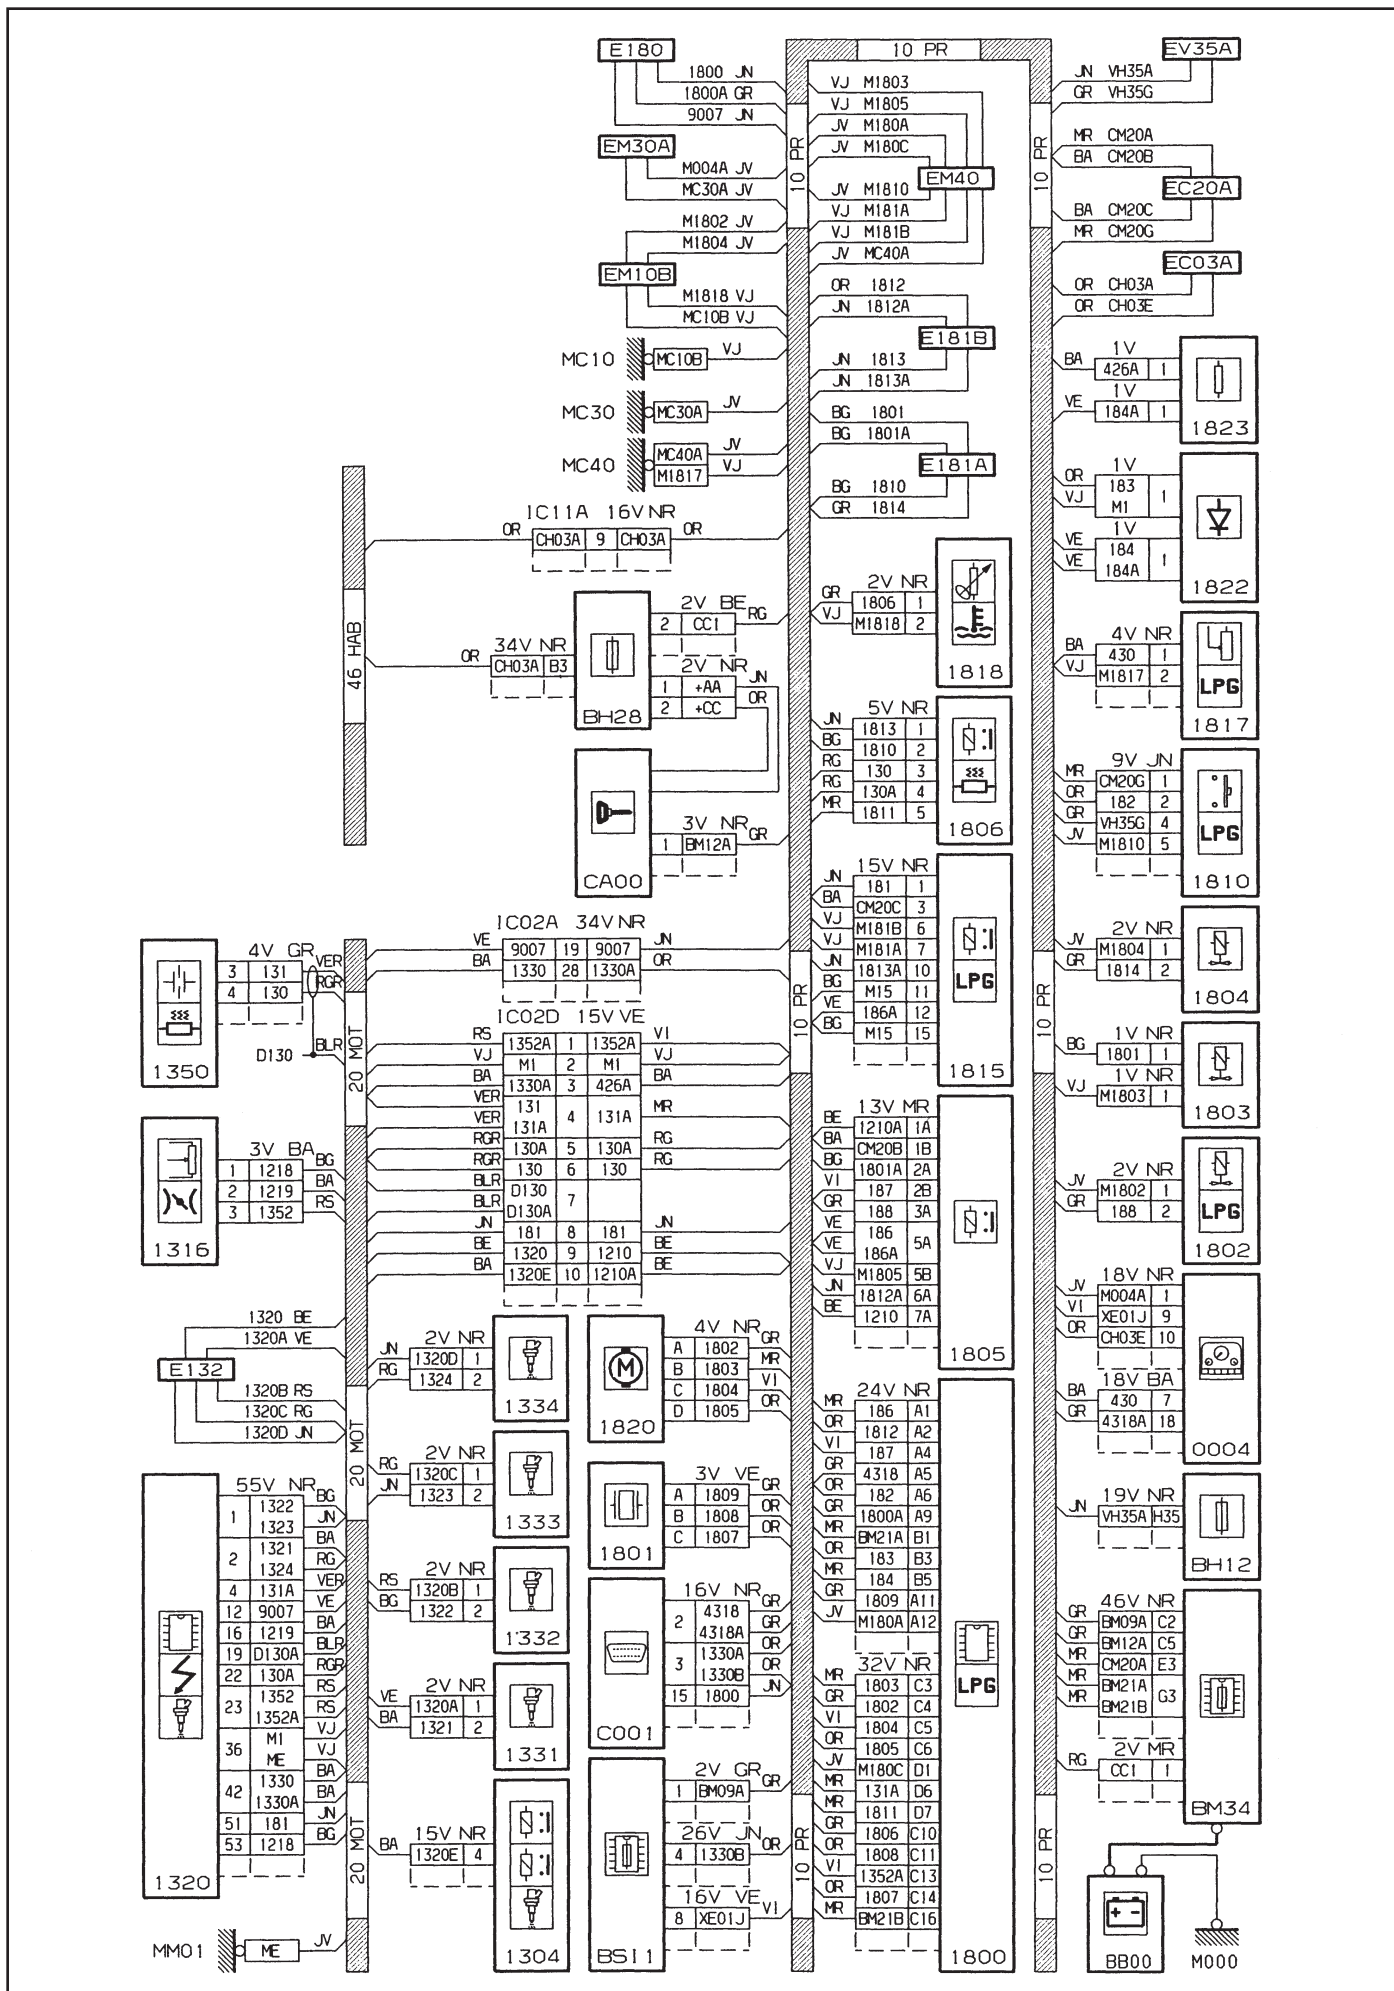 E180
1800 JN
1800A GR
9007 JN
EM30A
M004A JV
MC30A JV
M1802 JV
M1804 JV
EM10B
M1818 VJ
MC10B VJ
MC10 MC10B VJ
MC30 MC30A JV
MC40 MC40A JV
M1817 VJ
10 PR
10 PR
VJ M1803
VJ M1805
JV M180A
JV M180C
EM40
JV M1810
VJ M181A
VJ M181B
JV MC40A
OR 1812
JN 1812A
E181B
JN 1813
JN 1813A
BG 1801
BG 1801A
E181A
BG 1810
GR 1814
10 PR
EV35A
JN VH35A
GR VH35G
MR CM20A
BA CM20B
EC20A
BA CM20C
MR CM20G
EC03A
OR CH03A
OR CH03E
1V
BA 426A 1
1V
VE 184A 1
1823
1V
OR 183
VJ M1 1
1V
VE 184
VE 184A 1
1822
4V NR
BA 430 1
VJ M1817 2
LPG
1817
9V JN
MR CM20G 1
OR 182 2
GR VH35G 4
JV M1810 5
LPG
1810
2V NR
JV M1804 1
GR 1814 2
1804
10 PR
1V NR
BG 1801 1
1V NR
VJ M1803 1
1803
2V NR
JV M1802 1
GR 188 2
LPG
1802
18V NR
JV M004A 1
VI XE01J 9
OR CH03E 10
18V BA
BA 430 7
GR 4318A 18
0004
19V NR
JN VH35A H35
BH12
46V NR
GR BM09A C2
GR BM12A C5
MR CM20A E3
MR BM21A
MR BM21B G3
2V MR
RG CC1 1
BM34
10 PR
BB00
M000
46 HAB
1C11A 16V NR
OR CH03A 9 CH03A OR
34V NR
OR CH03A B3
2V BE
2 CC1 RG
2V NR
1 +AA JN
2 +CC OR
BH28
3V NR
1 BM12A GR
CA00
2V NR
GR 1806 1
VJ M1818 2
1818
5V NR
JN 1813 1
BG 1810 2
RG 130 3
RG 130A 4
MR 1811 5
1806
15V NR
JN 181 1
BA CM20C 3
VJ M181B 6
VJ M181A 7
JN 1813A 10
BG M15 11
VE 186A 12
BG M15 15
LPG
1815
10 PR
13V MR
BE 1210A 1A
BA CM20B 1B
BG 1801A 2A
VI 187 2B
GR 188 3A
VE 186
VE 186A 5A
VJ M1805 5B
JN 1812A 6A
BE 1210 7A
1805
24V NR
MR 186 A1
OR 1812 A2
VI 187 A4
GR 4318 A5
OR 182 A6
GR 1800A A9
MR BM21A B1
OR 183 B3
MR 184 B5
GR 1809 A11
JV M180A A12
32V NR
MR 1803 C3
GR 1802 C4
VI 1804 C5
OR 1805 C6
JV M180C D1
MR 131A D6
MR 1811 D7
GR 1806 C10
OR 1808 C11
VI 1352A C13
OR 1807 C14
MR BM21B C16
LPG
1800
10 PR
4V GR
3 131 VER
4 130 RGR
D130 BLR
1350
20 MOT
3V BA
1 1218 BG
2 1219 BA
3 1352 RS
1316
1C02A 34V NR
VE 9007 19 9007 JN
BA 1330 28 1330A OR
1C02D 15V VE
RS 1352A 1 1352A VI
VJ M1 2 M1 VJ
BA 1330A 3 426A BA
VER 131
VER 131A 4 131A MR
RGR 130A 5 130A RG
RGR 130 6 130 RG
BLR D130
BLR D130A 7
JN 181 8 181 JN
BE 1320 9 1210 BE
BA 1320E 10 1210A BE
1320 BE
1320A VE
E132
1320B RS
1320C RG
1320D JN
20 MOT
55V NR
1 1322 BG
1323 JN
2 1321 BA
1324 RG
4 131A VER
12 9007 VE
16 1219 BA
19 D130A BLR
22 130A RGR
23 1352 RS
1352A RS
36 M1 VJ
ME VJ
42 1330 BA
1330A BA
51 181 JN
53 1218 BG
1320
20 MOT
MM01 ME JV
2V NR
JN 1320D 1
RG 1324 2
1334
2V NR
RG 1320C 1
JN 1323 2
1333
2V NR
RS 1320B 1
BG 1322 2
1332
2V NR
VE 1320A 1
BA 1321 2
1331
15V NR
BA 1320E 4
1304
4V NR
A 1802 GR
B 1803 MR
C 1804 VI
D 1805 OR
M
1820
3V VE
A 1809 GR
B 1808 OR
C 1807 OR
1801
16V NR
2 4318 GR
4318A GR
3 1330A OR
1330B OR
15 1800 JN
C001
2V GR
1 BM09A GR
26V JN
4 1330B OR
16V VE
8 XE01J VI
BSI1